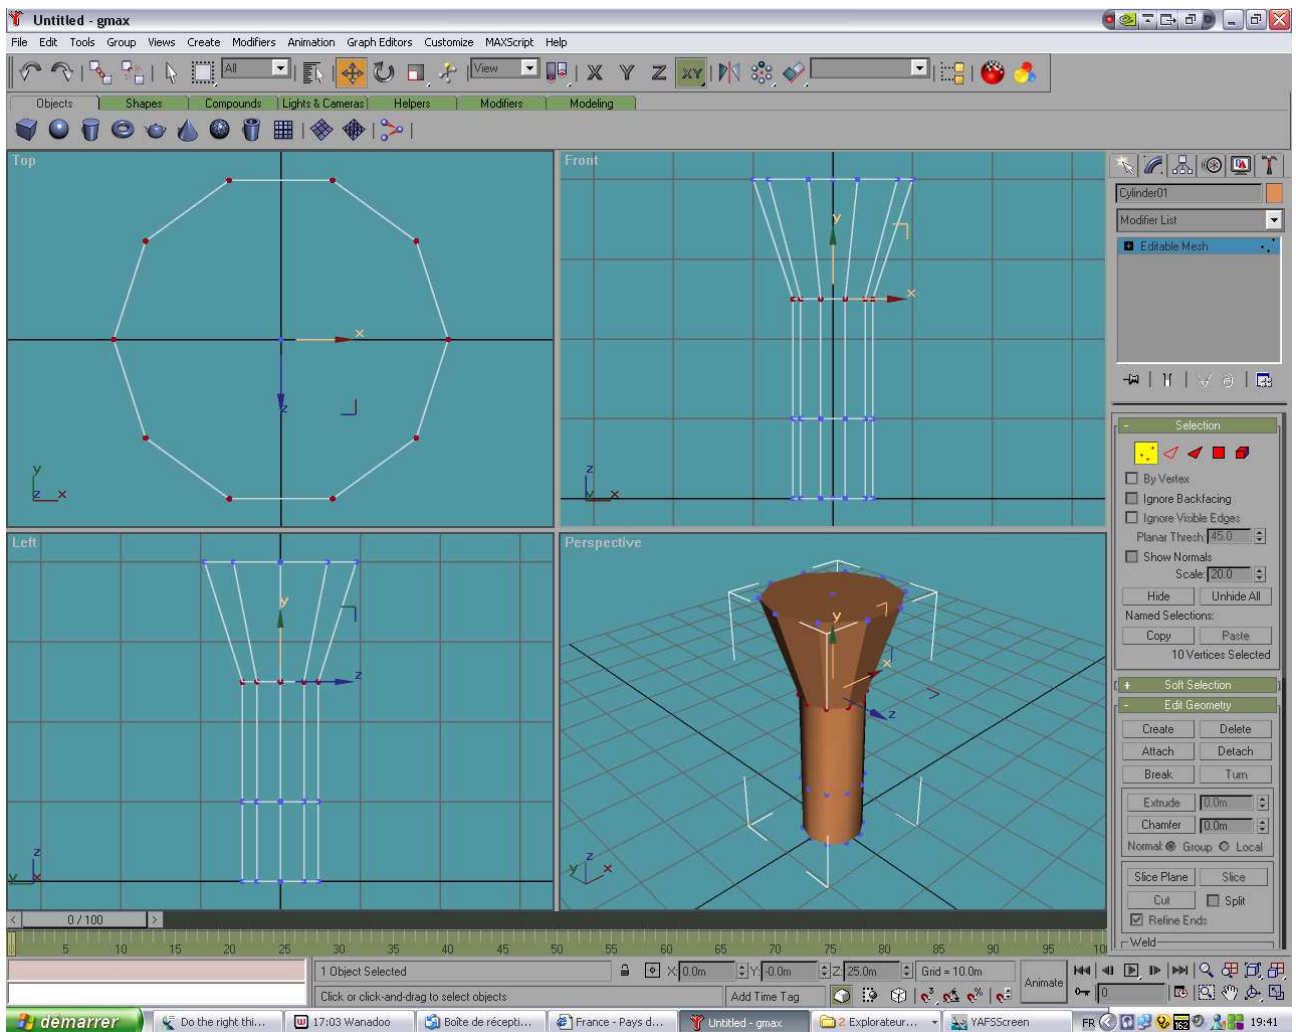 Untitled - gmax
File Edit Tools Group Views Create Modifiers Animation Graph Editors Customize MAXScript Help
All View X Y Z XY
Objects Shapes Compounds Lights & Cameras Helpers Modifiers Modeling
Top
y
z x
x
z
Front
y
x
z
y x
Left
y
z
z
y x
Perspective
y
x
z
z
y x
Cylinder01
Modifier List
Editable Mesh
- Selection
By Vertex
Ignore Backfacing
Ignore Visible Edges
Planar Thresh: 45.0
Show Normals
Scale: 20.0
Hide Unhide All
Named Selections:
Copy Paste
10 Vertices Selected
+ Soft Selection
- Edit Geometry
Create Delete
Attach Detach
Break Turn
Extrude 0.0m
Chamfer 0.0m
Normal: Group Local
Slice Plane Slice
Cut Split
Refine Ends
Weld
< 0 / 100 >
5 10 15 20 25 30 35 40 45 50 55 60 65 70 75 80 85 90 95 10
1 Object Selected X: 0.0m Y: -0.0m Z: 25.0m Grid = 10.0m Animate
Click or click-and-drag to select objects Add Time Tag 3 % 0
démarrer Do the right thi... 17:03 Wanadoo Boîte de récepti... France - Pays d... Untitled - gmax 2 Explorateur... YAFSScreen FR 162 19:41